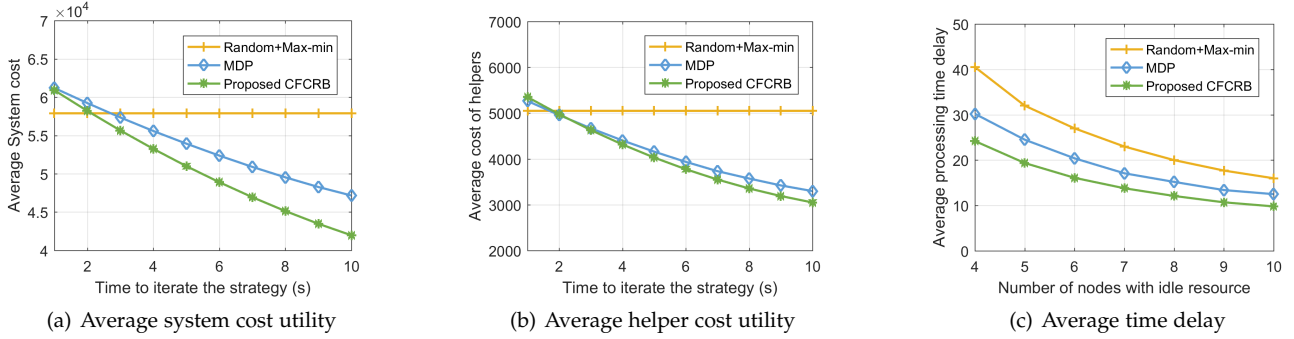 7 × 10⁴
6.5
6
5.5
5
4.5
4
Average System cost
Random+Max-min
MDP
Proposed CFCRB
2 4 6 8 10
Time to iterate the strategy (s)
(a) Average system cost utility
7000
6000
5000
4000
3000
2000
Average cost of helpers
Random+Max-min
MDP
Proposed CFCRB
2 4 6 8 10
Time to iterate the strategy (s)
(b) Average helper cost utility
50
40
30
20
10
0
Average processing time delay
Random+Max-min
MDP
Proposed CFCRB
4 5 6 7 8 9 10
Number of nodes with idle resource
(c) Average time delay